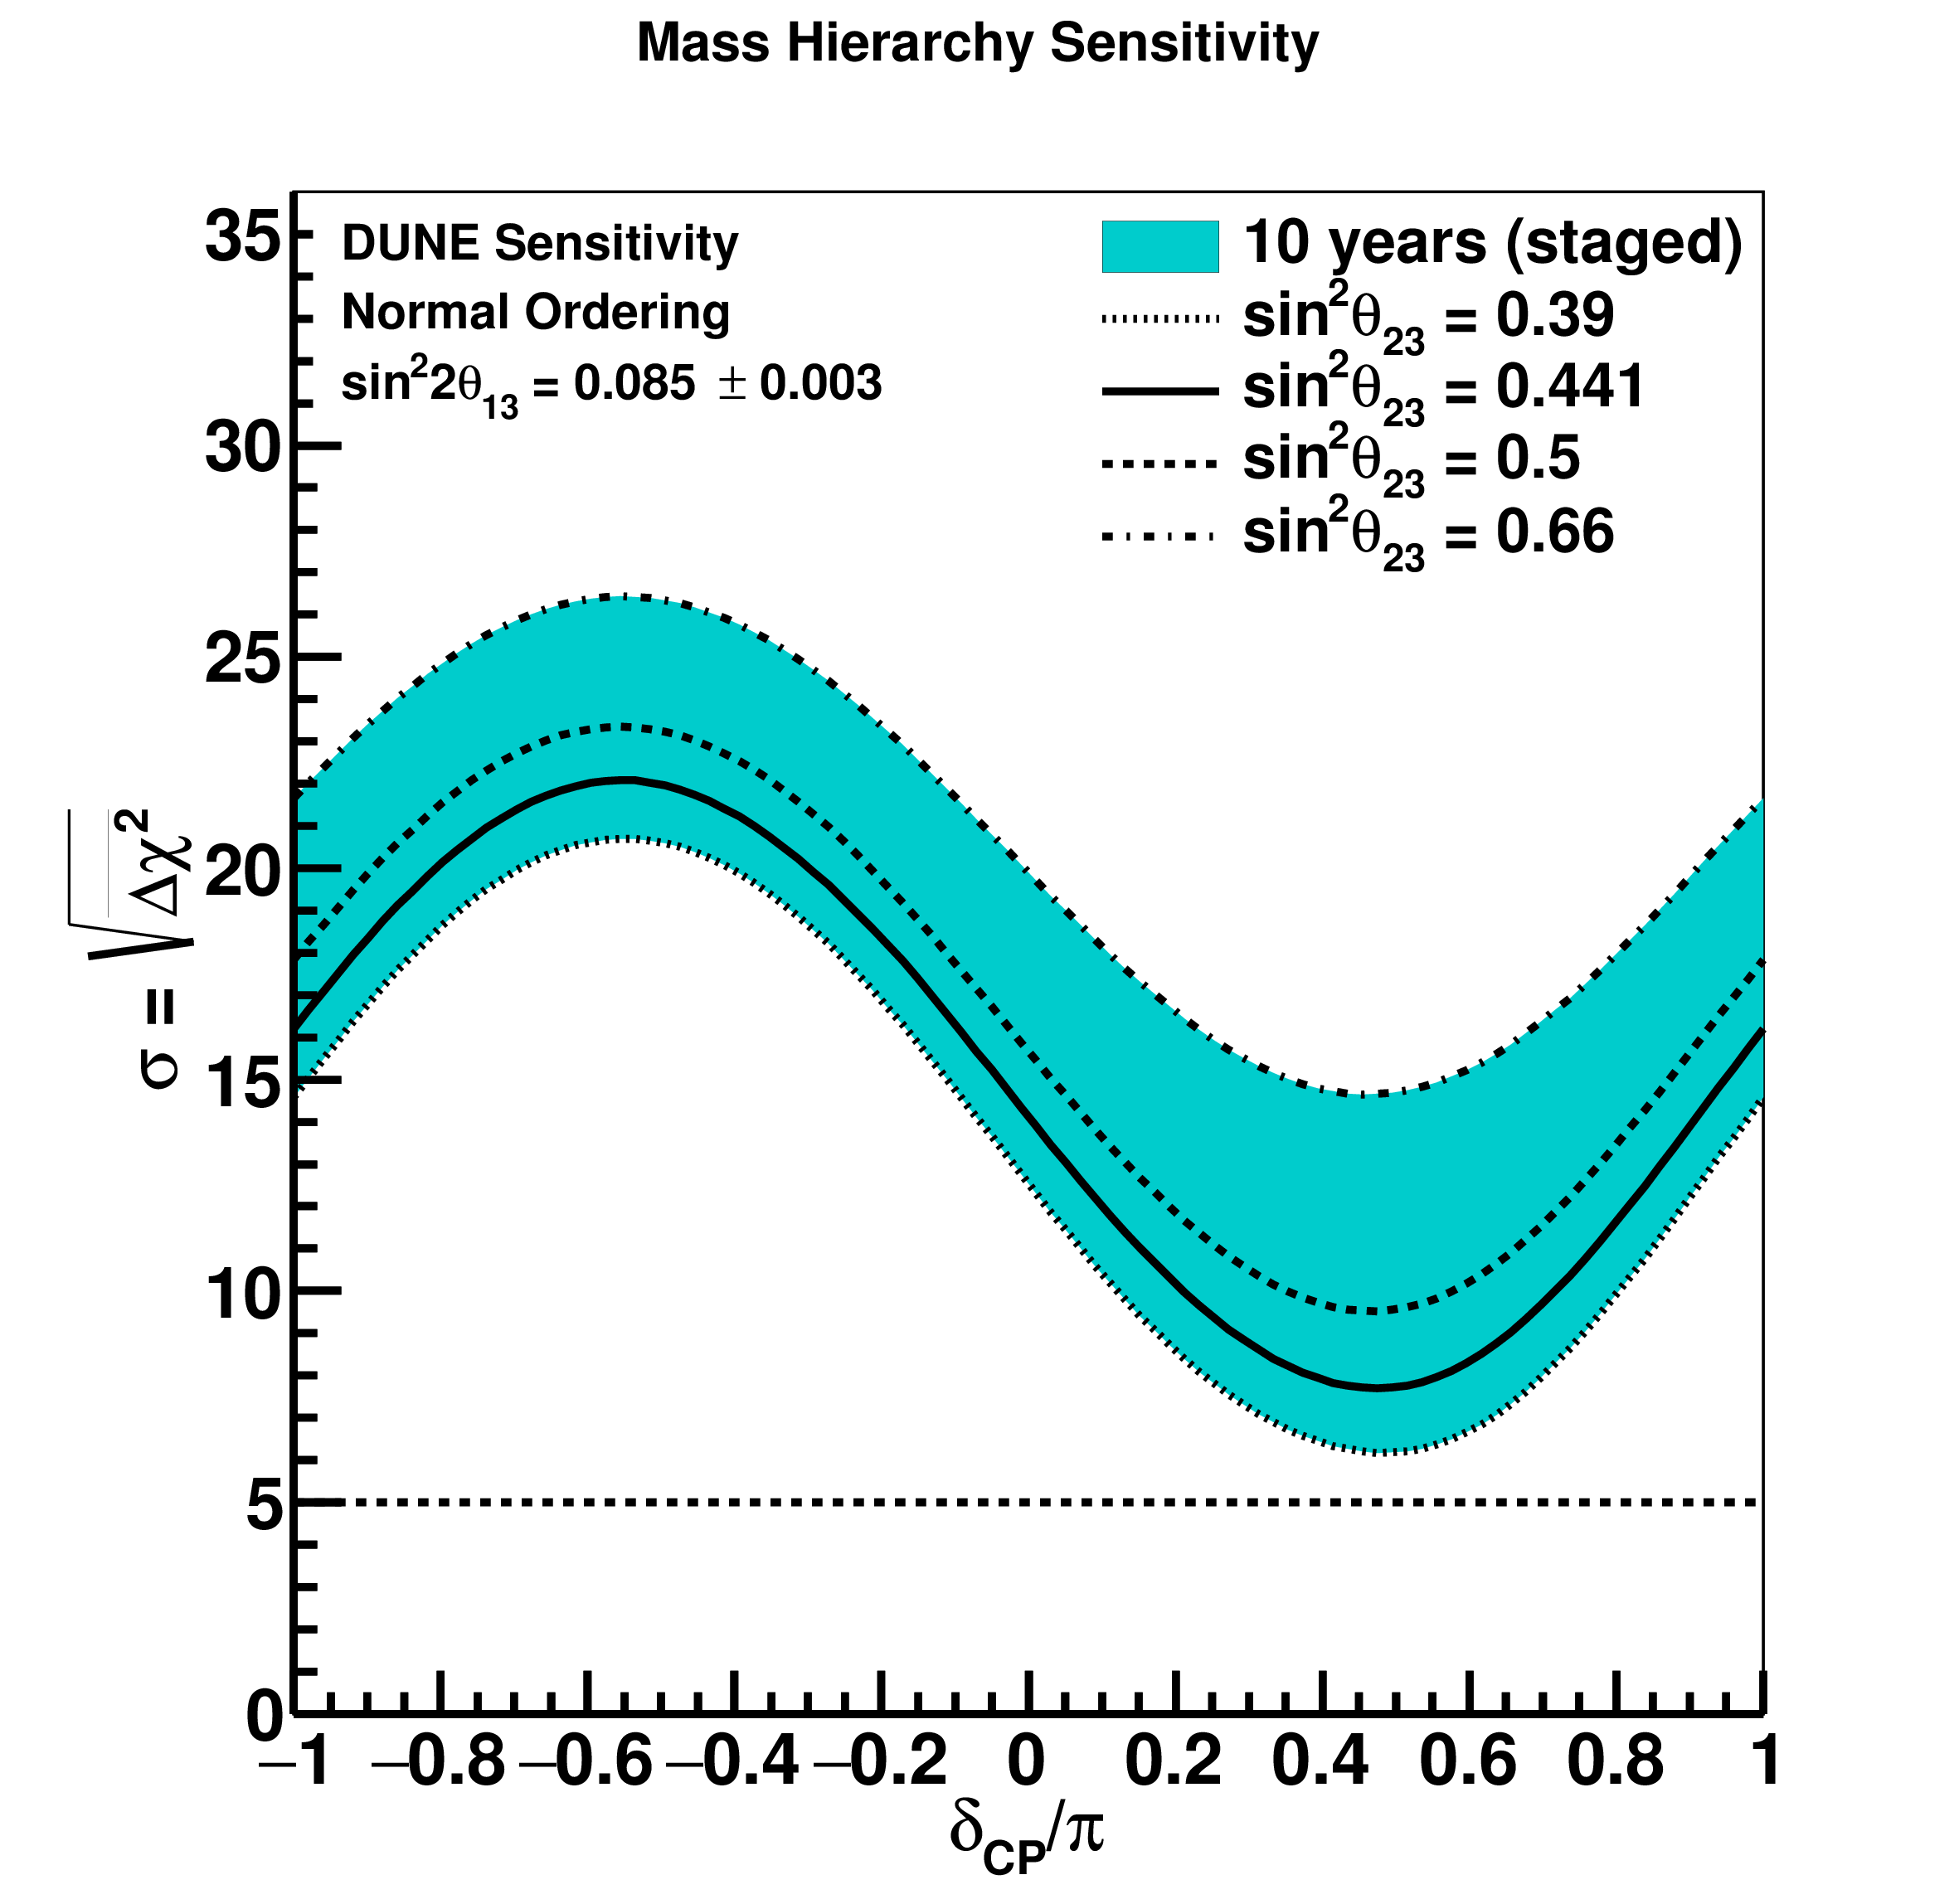 Mass Hierarchy Sensitivity
DUNE Sensitivity
Normal Ordering
sin²2θ₁₃ = 0.085 ± 0.003
10 years (staged)
sin²θ₂₃ = 0.39
sin²θ₂₃ = 0.441
sin²θ₂₃ = 0.5
sin²θ₂₃ = 0.66
σ = √Δχ²
35
30
25
20
15
10
5
0
−1 −0.8 −0.6 −0.4 −0.2 0 0.2 0.4 0.6 0.8 1
δ_CP/π